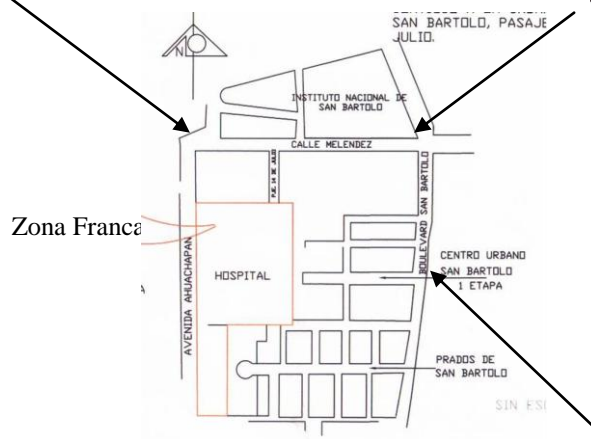 SAN BARTOLO, PASAJE
JULIO.
N
INSTITUTO NACIONAL DE
SAN BARTOLO
CALLE MELENDEZ
PJE. 14 DE JULIO
BOULEVARD SAN BARTOLO
Zona Franca
AVENIDA AHUACHAPAN
HOSPITAL
CENTRO URBANO
SAN BARTOLO
1 ETAPA
PRADOS DE
SAN BARTOLO
SIN ES